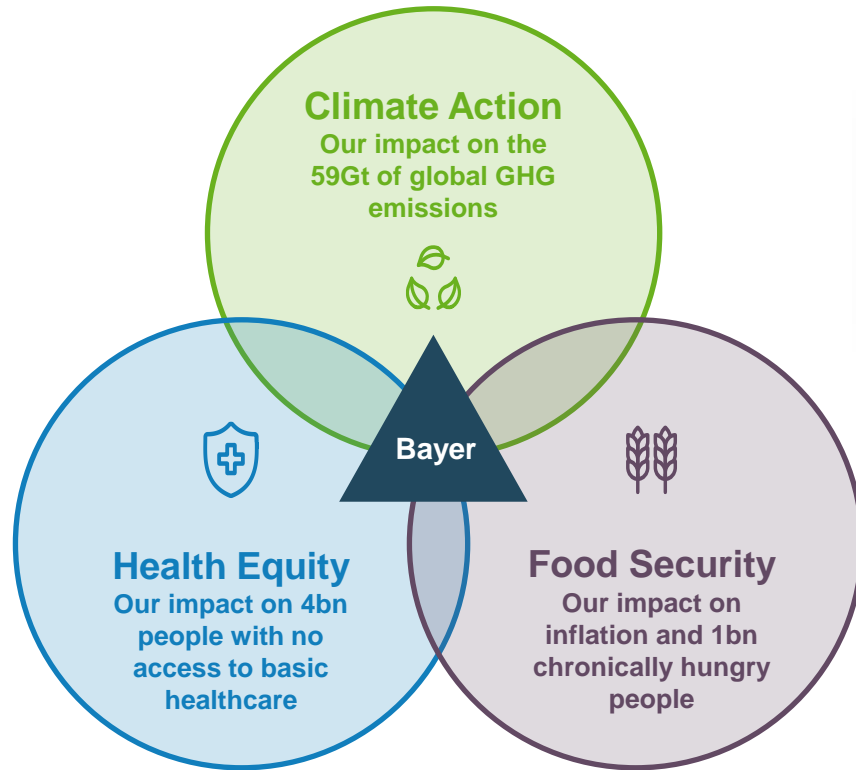 Climate Action
Our impact on the
59Gt of global GHG
emissions
Bayer
Health Equity
Our impact on 4bn
people with no
access to basic
healthcare
Food Security
Our impact on
inflation and 1bn
chronically hungry
people